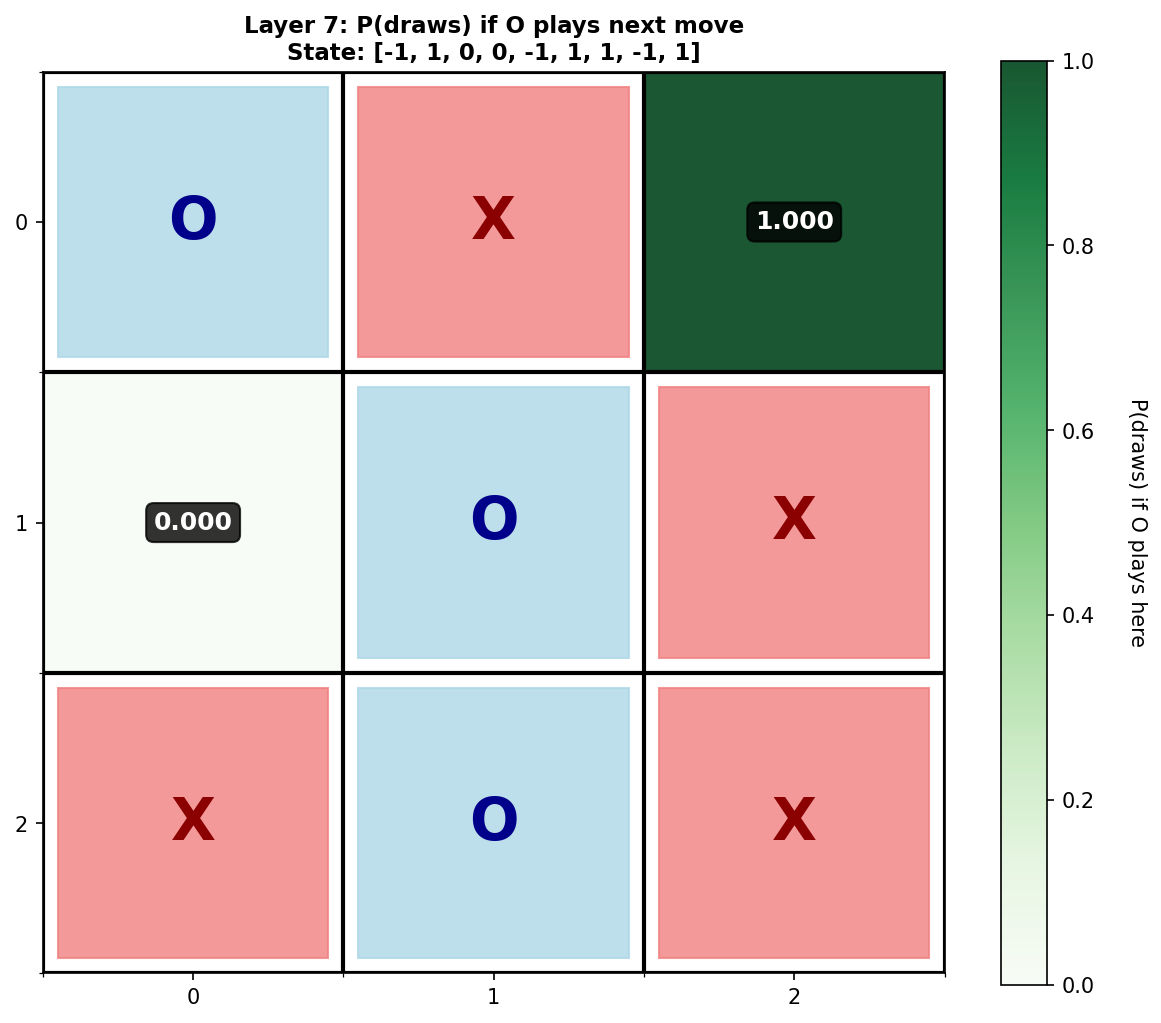 Layer 7: P(draws) if O plays next move
State: [-1, 1, 0, 0, -1, 1, 1, -1, 1]
0
1
2
O
X
1.000
0.000
O
X
X
O
X
0
1
2
1.0
0.8
0.6
0.4
0.2
0.0
P(draws) if O plays here